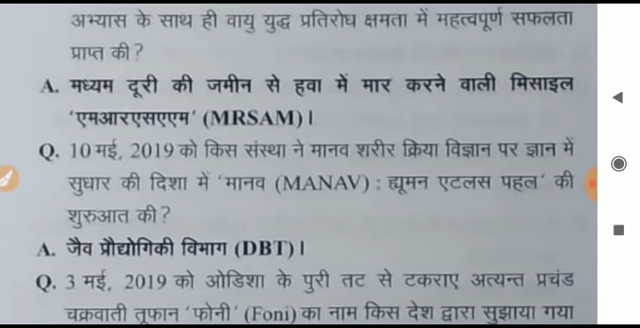 अभ्यास के साथ ही वायु युद्ध प्रतिरोध क्षमता में महत्वपूर्ण सफलता
प्राप्त की?
A. मध्यम दूरी की जमीन से हवा में मार करने वाली मिसाइल
'एमआरएसएएम' (MRSAM)।
Q. 10 मई, 2019 को किस संस्था ने मानव शरीर क्रिया विज्ञान पर ज्ञान में
सुधार की दिशा में 'मानव (MANAV) : ह्यूमन एटलस पहल' की
शुरुआत की?
A. जैव प्रौद्योगिकी विभाग (DBT)।
Q. 3 मई, 2019 को ओडिशा के पुरी तट से टकराए अत्यन्त प्रचंड
चक्रवाती तूफान 'फोनी' (Foni) का नाम किस देश द्वारा सुझाया गया